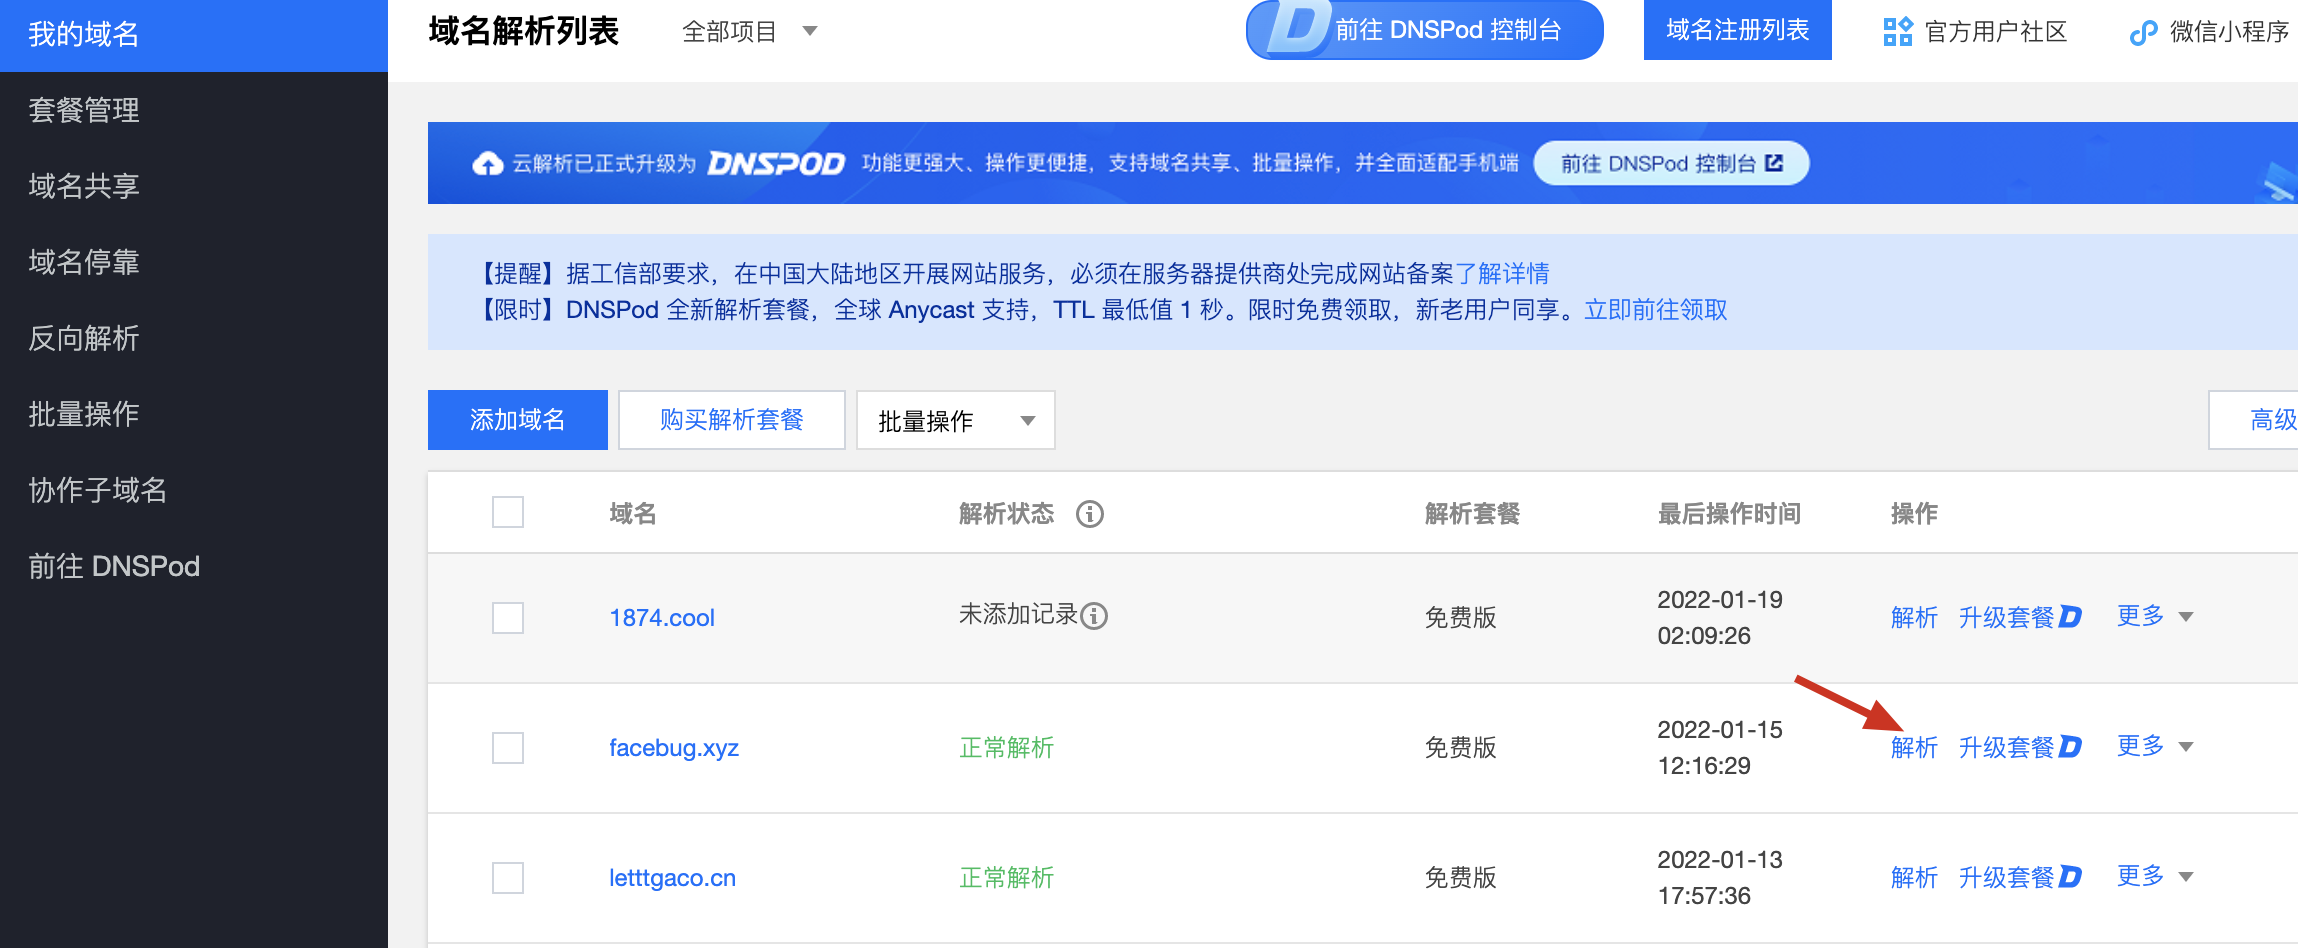 我的域名
套餐管理
域名共享
域名停靠
反向解析
批量操作
协作子域名
前往 DNSPod
域名解析列表
全部项目
前往 DNSPod 控制台
域名注册列表
官方用户社区
微信小程序
云解析已正式升级为 DNSPOD 功能更强大、操作更便捷，支持域名共享、批量操作，并全面适配手机端 前往 DNSPod 控制台
【提醒】据工信部要求，在中国大陆地区开展网站服务，必须在服务器提供商处完成网站备案了解详情
【限时】DNSPod 全新解析套餐，全球 Anycast 支持，TTL 最低值 1 秒。限时免费领取，新老用户同享。立即前往领取
添加域名
购买解析套餐
批量操作
高级
域名 解析状态 解析套餐 最后操作时间 操作
1874.cool 未添加记录 免费版 2022-01-19 02:09:26 解析 升级套餐 更多
facebug.xyz 正常解析 免费版 2022-01-15 12:16:29 解析 升级套餐 更多
letttgaco.cn 正常解析 免费版 2022-01-13 17:57:36 解析 升级套餐 更多